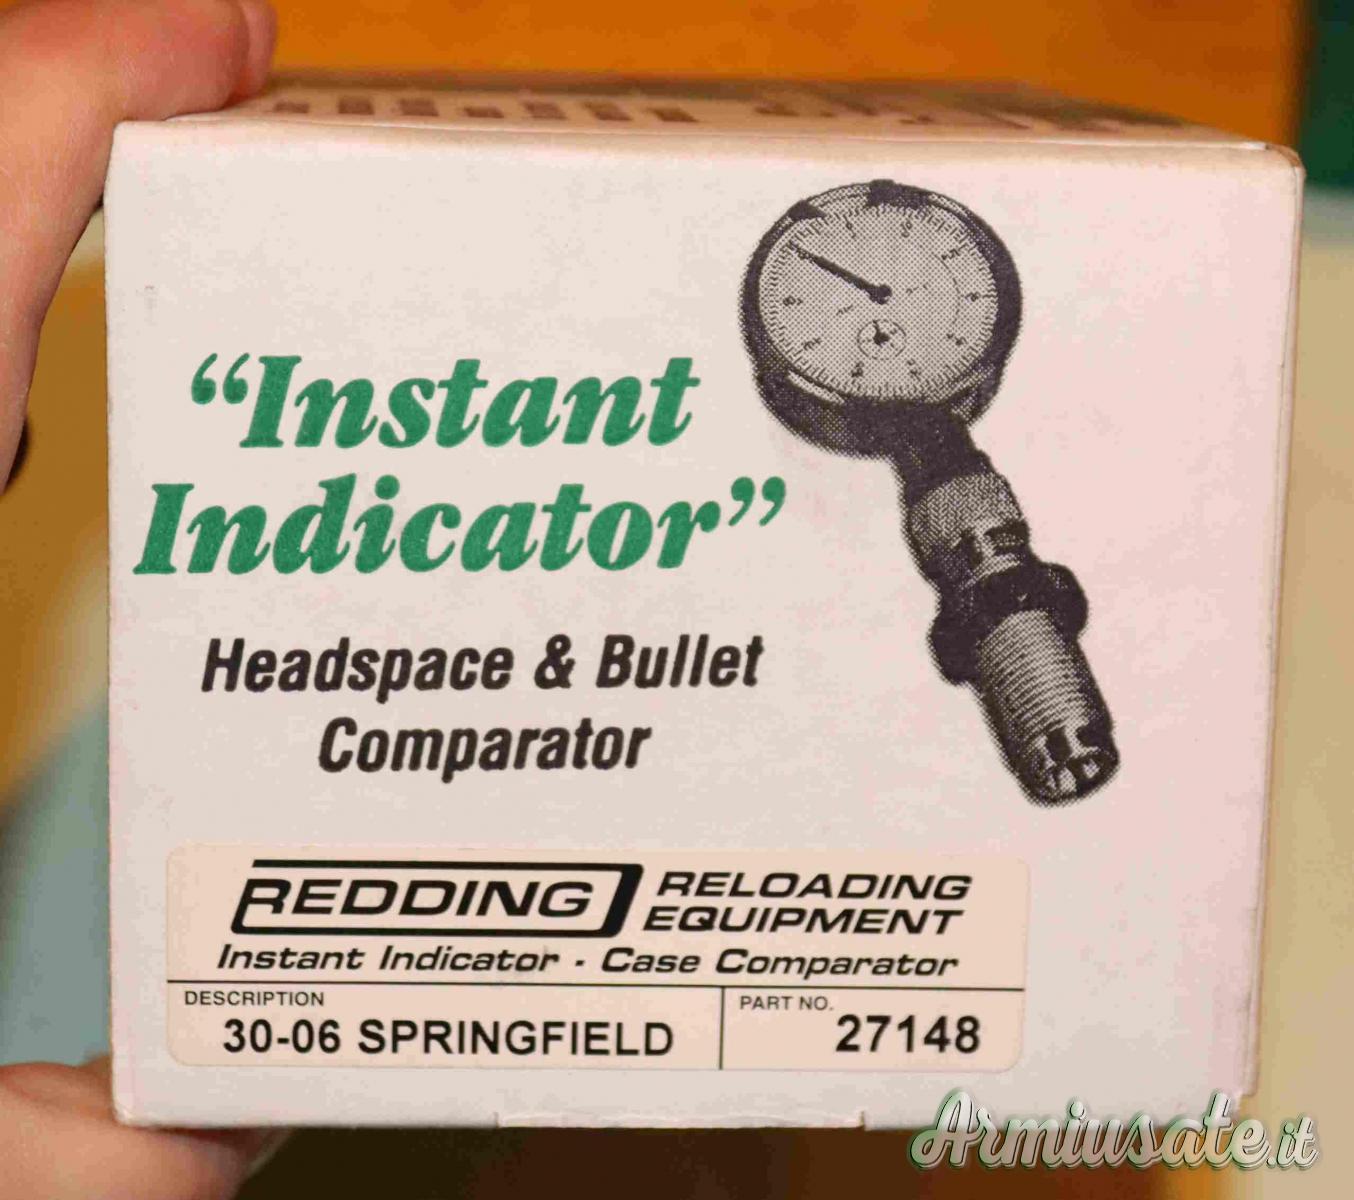 “Instant
Indicator”
Headspace & Bullet
Comparator
REDDING RELOADING
EQUIPMENT
Instant Indicator - Case Comparator
DESCRIPTION
30-06 SPRINGFIELD
PART NO.
27148
Armiusate.it